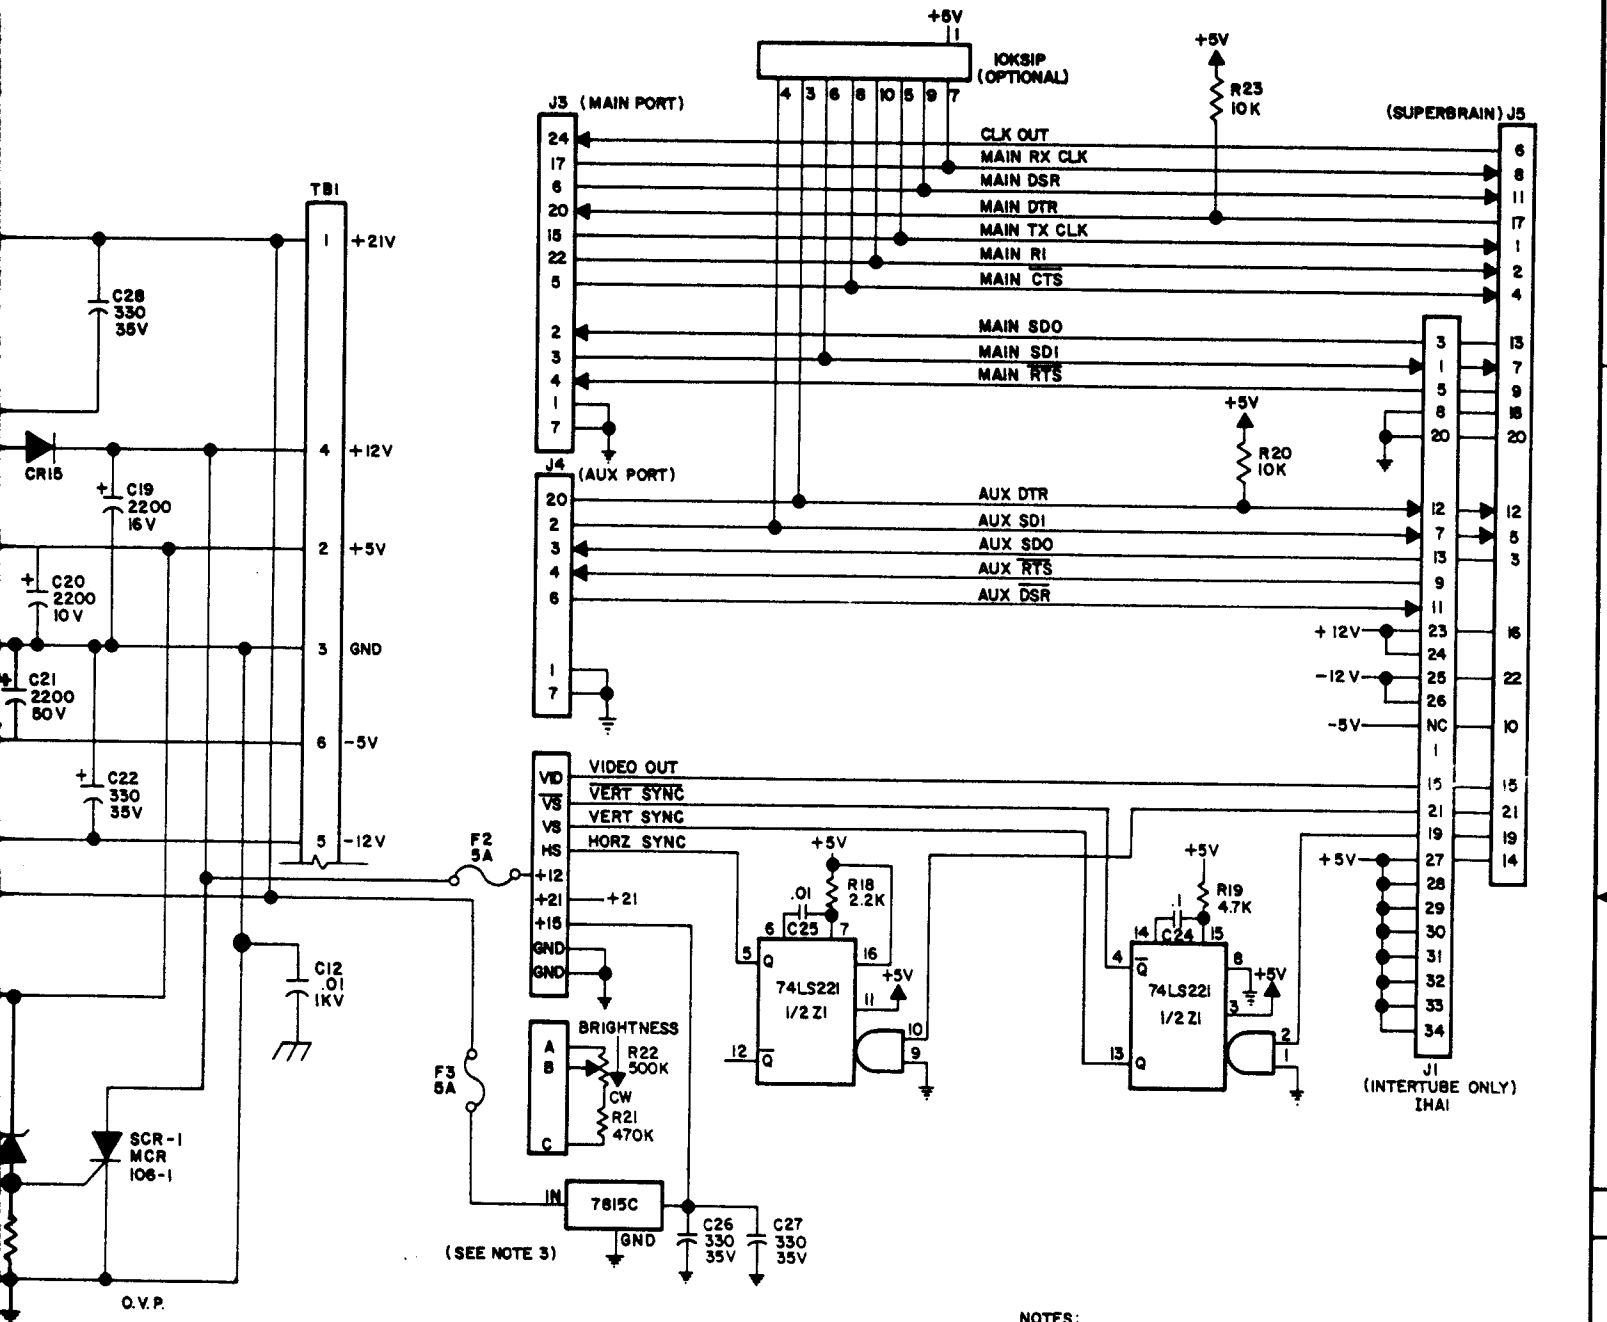 +5V
1
10KSIP
(OPTIONAL)
4 3 6 8 10 5 9 7
+5V
R23
10K
J3 (MAIN PORT)
24
17
6
20
15
22
5
2
3
4
1
7
CLK OUT
MAIN RX CLK
MAIN DSR
MAIN DTR
MAIN TX CLK
MAIN RI
MAIN CTS
MAIN SDO
MAIN SDI
MAIN RTS
(SUPERBRAIN) J5
6
8
11
17
1
2
4
13
7
9
18
20
12
5
3
16
22
10
15
21
19
14
TB1
1 +21V
4 +12V
2 +5V
3 GND
6 -5V
5 -12V
C28
330
35V
CR15
+ C19
2200
16V
+ C20
2200
10V
+ C21
2200
50V
+ C22
330
35V
J4
(AUX PORT)
20
2
3
4
6
1
7
AUX DTR
AUX SDI
AUX SDO
AUX RTS
AUX DSR
+5V
R20
10K
3
1
5
8
20
12
7
13
9
11
+12V
23
24
-12V
25
26
-5V
NC
1
15
21
19
+5V
27
28
29
30
31
32
33
34
J1
(INTERTUBE ONLY)
IHA1
VID
VS
VS
HS
+12
+21
+15
GND
GND
VIDEO OUT
VERT SYNC
VERT SYNC
HORZ SYNC
+21
F2
5A
+5V
R18
2.2K
.01
C25
6 7
5 Q
16
74LS221
1/2 Z1
+5V
11
10
9
12 Q
+5V
R19
4.7K
.1
C24
14 15
4 Q
8
+5V
74LS221
1/2 Z1
3
2
1
13 Q
C12
.01
1KV
BRIGHTNESS
A
B
C
R22
500K
CW
R21
470K
F3
5A
SCR-1
MCR
106-1
IN
7815C
GND
C26
330
35V
C27
330
35V
(SEE NOTE 3)
O.V.P.
NOTES: